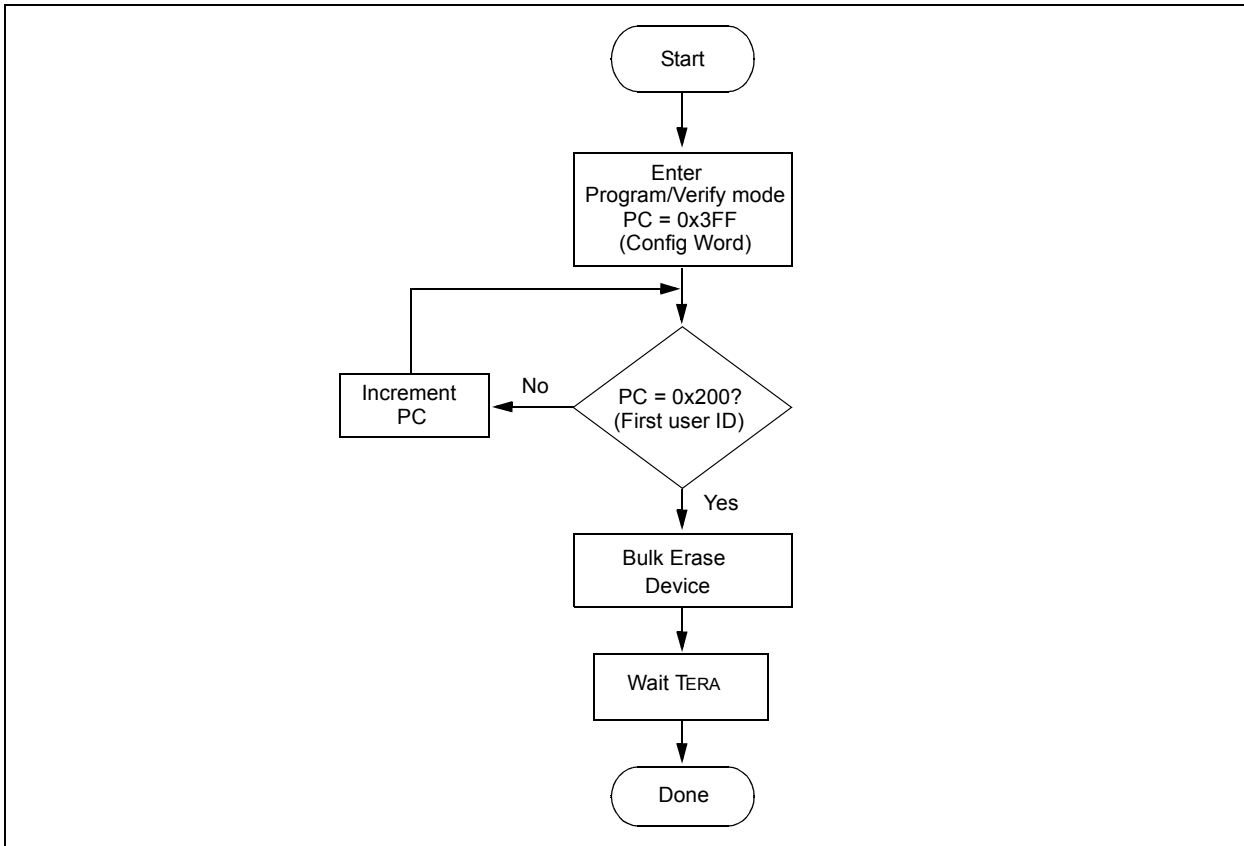 Start
Enter
Program/Verify mode
PC = 0x3FF
(Config Word)
Increment
PC
No
PC = 0x200?
(First user ID)
Yes
Bulk Erase
Device
Wait TERA
Done